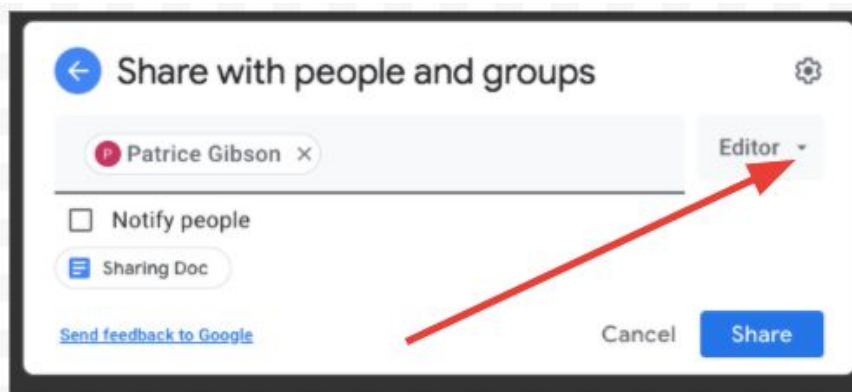 Share with people and groups
P Patrice Gibson
Editor
Notify people
Sharing Doc
Send feedback to Google
Cancel
Share